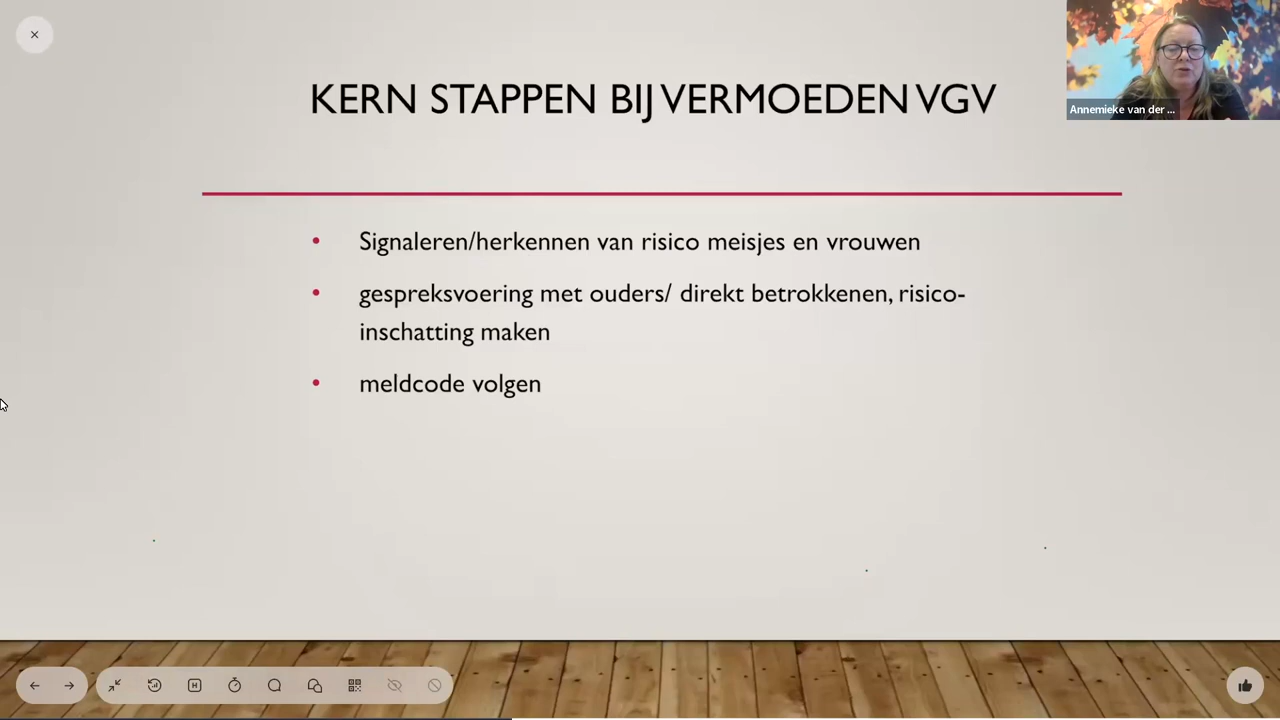 KERN STAPPEN BIJ VERMOEDEN VGV
Annemieke van der ...
• Signaleren/herkennen van risico meisjes en vrouwen
• gespreksvoering met ouders/ direkt betrokkenen, risico-
inschatting maken
• meldcode volgen